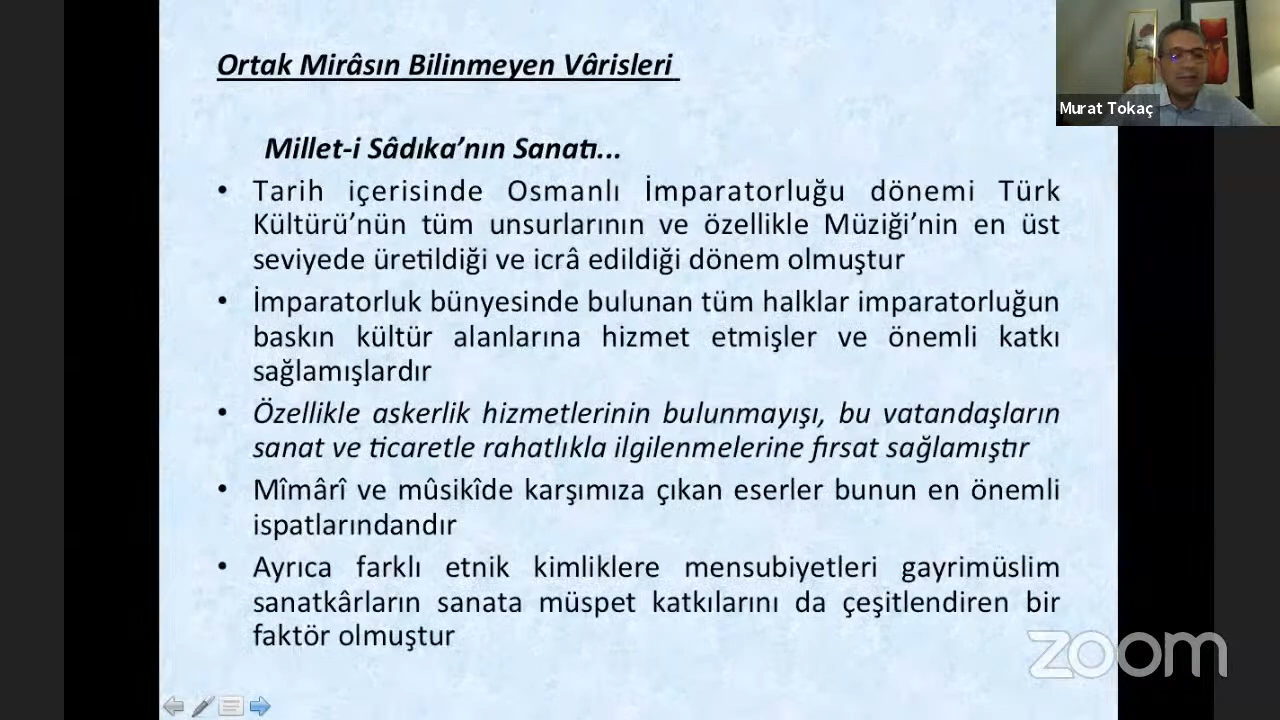 Ortak Mirâsın Bilinmeyen Vârisleri
Murat Tokaç
Millet-i Sâdıka’nın Sanatı...
• Tarih içerisinde Osmanlı İmparatorluğu dönemi Türk
Kültürü’nün tüm unsurlarının ve özellikle Müziği’nin en üst
seviyede üretildiği ve icrâ edildiği dönem olmuştur
• İmparatorluk bünyesinde bulunan tüm halklar imparatorluğun
baskın kültür alanlarına hizmet etmişler ve önemli katkı
sağlamışlardır
• Özellikle askerlik hizmetlerinin bulunmayışı, bu vatandaşların
sanat ve ticaretle rahatlıkla ilgilenmelerine fırsat sağlamıştır
• Mîmârî ve mûsikîde karşımıza çıkan eserler bunun en önemli
ispatlarındandır
• Ayrıca farklı etnik kimliklere mensubiyetleri gayrimüslim
sanatkârların sanata müspet katkılarını da çeşitlendiren bir
faktör olmuştur
zoom